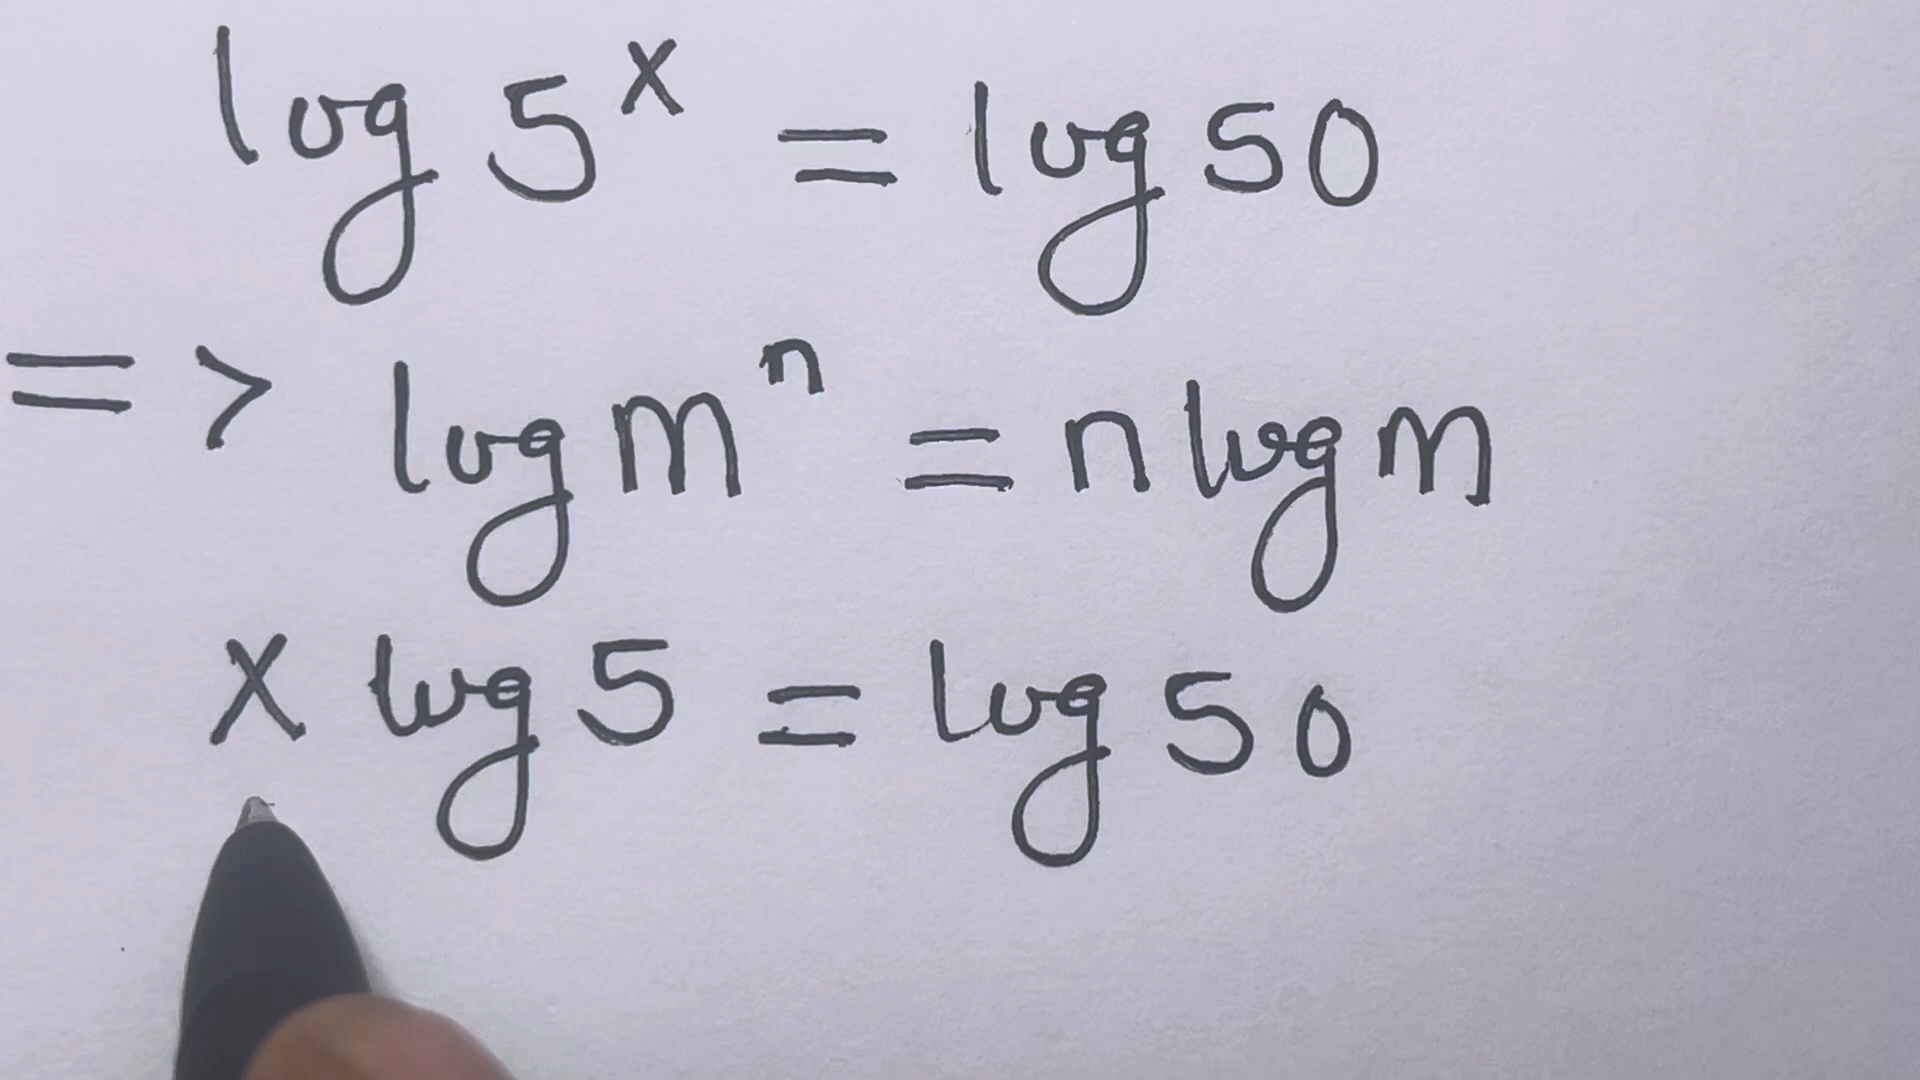 log 5^x = log 50
=> log m^n = n log m
x log 5 = log 50